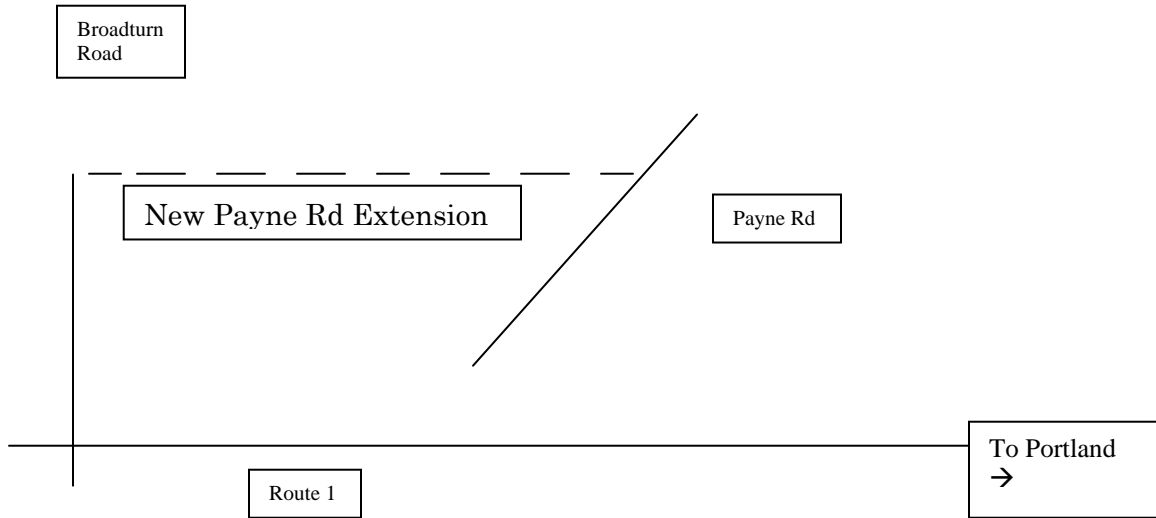 Broadturn
Road
New Payne Rd Extension
Payne Rd
To Portland
→
Route 1